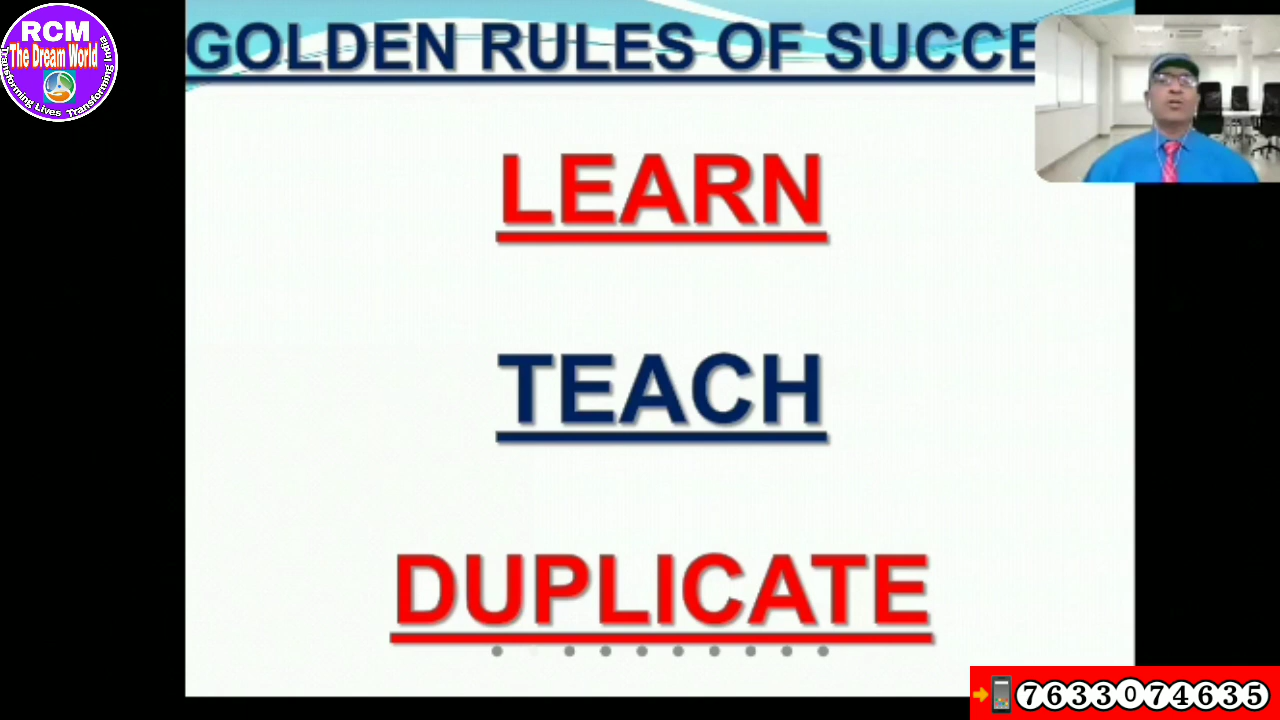 RCM
The Dream World
Transforming Lives Transforming India
GOLDEN RULES OF SUCCE
LEARN
TEACH
DUPLICATE
7633074635